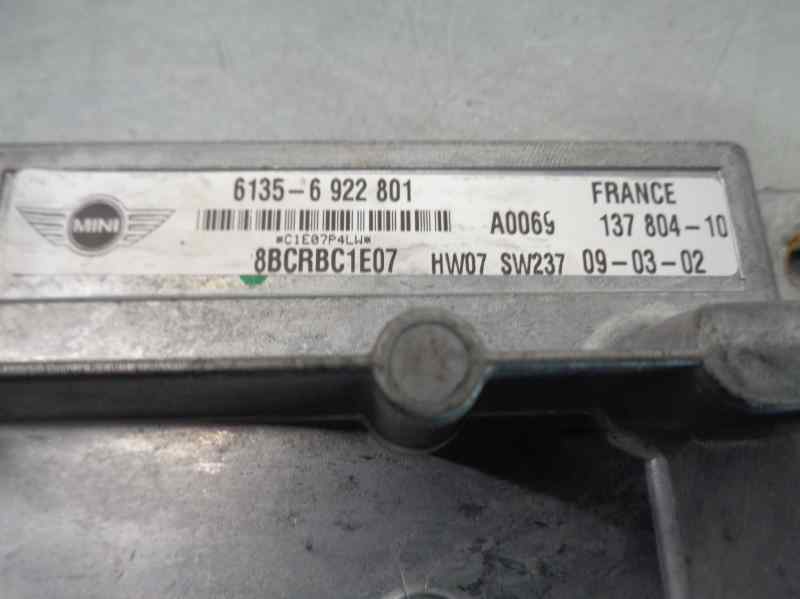 6135-6 922 801
FRANCE
MINI
A0069
137 804-10
*C1E07P4LW*
8BCRBC1E07
HW07 SW237
09-03-02